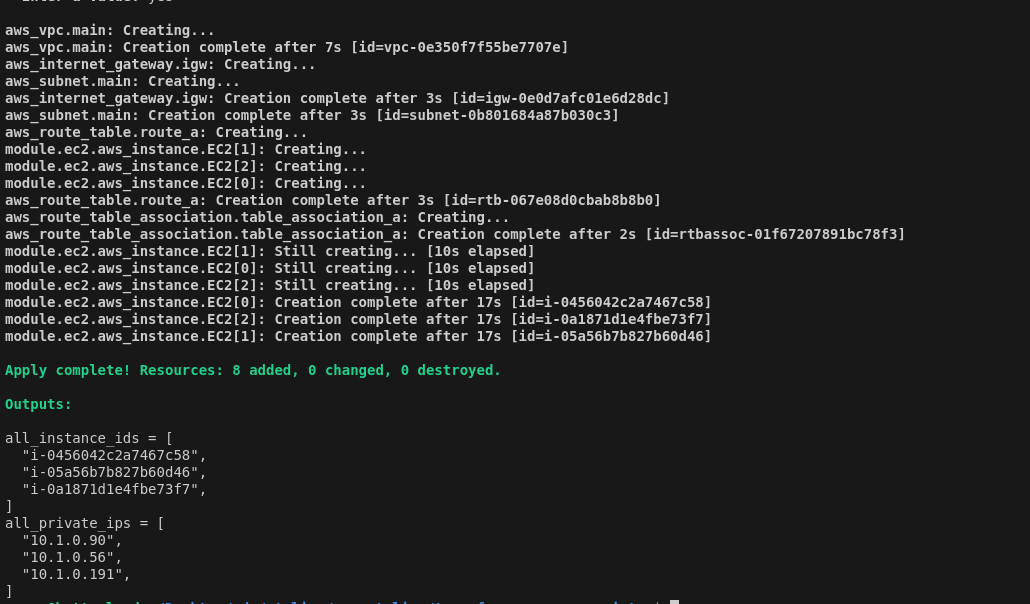 aws_vpc.main: Creating...
aws_vpc.main: Creation complete after 7s [id=vpc-0e350f7f55be7707e]
aws_internet_gateway.igw: Creating...
aws_subnet.main: Creating...
aws_internet_gateway.igw: Creation complete after 3s [id=igw-0e0d7afc01e6d28dc]
aws_subnet.main: Creation complete after 3s [id=subnet-0b801684a87b030c3]
aws_route_table.route_a: Creating...
module.ec2.aws_instance.EC2[1]: Creating...
module.ec2.aws_instance.EC2[2]: Creating...
module.ec2.aws_instance.EC2[0]: Creating...
aws_route_table.route_a: Creation complete after 3s [id=rtb-067e08d0cbab8b8b0]
aws_route_table_association.table_association_a: Creating...
aws_route_table_association.table_association_a: Creation complete after 2s [id=rtbassoc-01f67207891bc78f3]
module.ec2.aws_instance.EC2[1]: Still creating... [10s elapsed]
module.ec2.aws_instance.EC2[0]: Still creating... [10s elapsed]
module.ec2.aws_instance.EC2[2]: Still creating... [10s elapsed]
module.ec2.aws_instance.EC2[0]: Creation complete after 17s [id=i-0456042c2a7467c58]
module.ec2.aws_instance.EC2[2]: Creation complete after 17s [id=i-0a1871d1e4fbe73f7]
module.ec2.aws_instance.EC2[1]: Creation complete after 17s [id=i-05a56b7b827b60d46]
Apply complete! Resources: 8 added, 0 changed, 0 destroyed.
Outputs:
all_instance_ids = [
  "i-0456042c2a7467c58",
  "i-05a56b7b827b60d46",
  "i-0a1871d1e4fbe73f7",
]
all_private_ips = [
  "10.1.0.90",
  "10.1.0.56",
  "10.1.0.191",
]